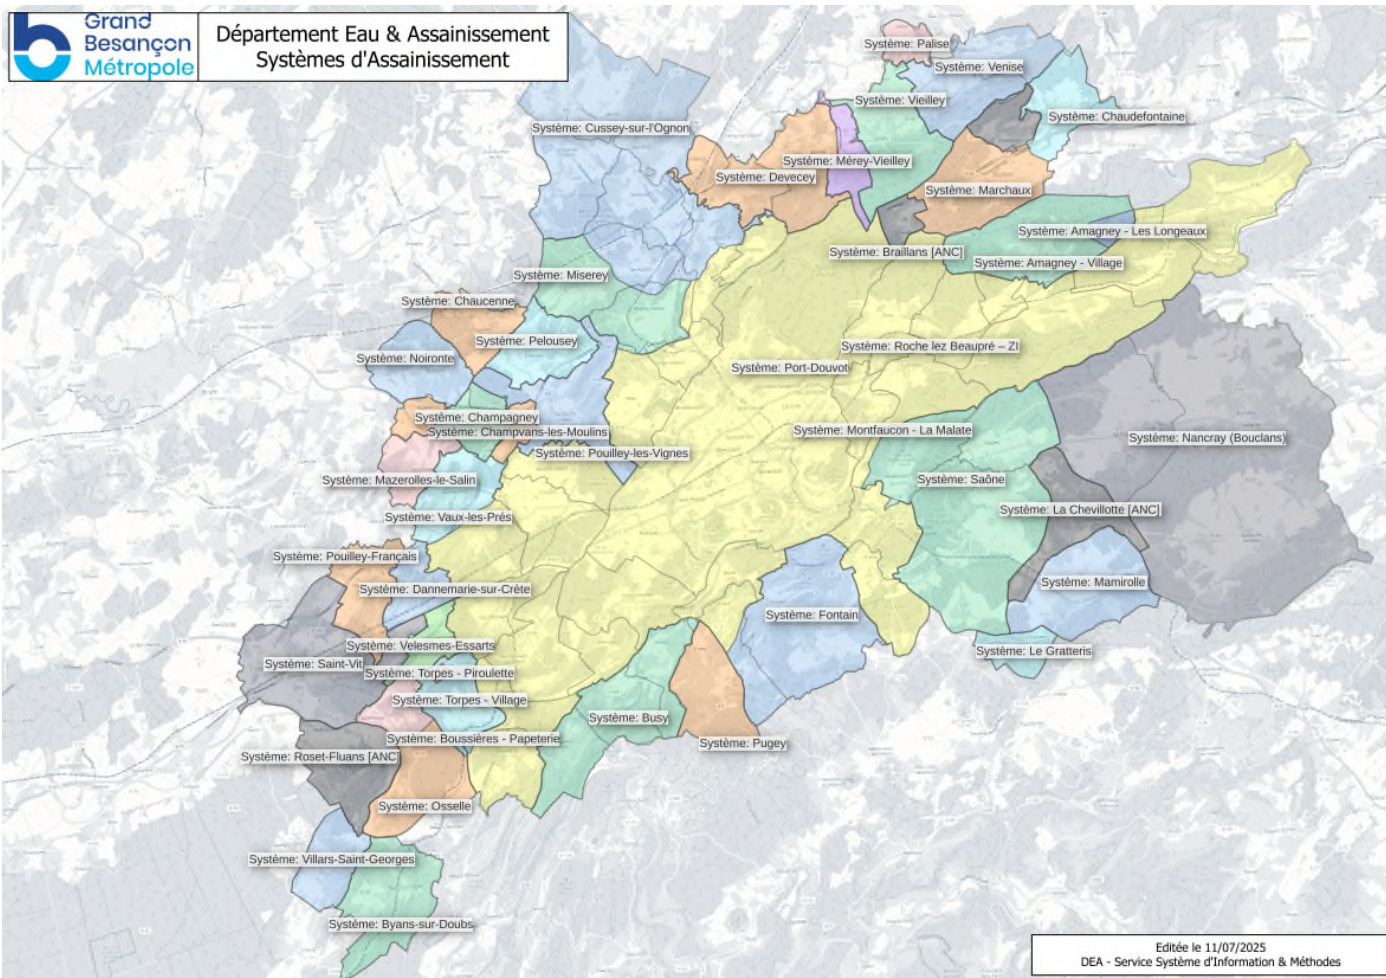 Grand
Besançon
Métropole
Département Eau & Assainissement
Systèmes d'Assainissement
Système: Palise
Système: Venise
Système: Vieilley
Système: Chaudefontaine
Système: Cussey-sur-l'Ognon
Système: Mérey-Vieilley
Système: Devecey
Système: Marchaux
Système: Amagney - Les Longeaux
Système: Braillans [ANC]
Système: Amagney - Village
Système: Miserey
Système: Chaucenne
Système: Pelousey
Système: Roche lez Beaupré – ZI
Système: Noironte
Système: Port-Douvot
Système: Champagney
Système: Champvans-les-Moulins
Système: Montfaucon - La Malate
Système: Nancray (Bouclans)
Système: Pouilley-les-Vignes
Système: Mazerolles-le-Salin
Système: Saône
Système: La Chevillotte [ANC]
Système: Vaux-les-Prés
Système: Pouilley-Français
Système: Mamirolle
Système: Dannemarie-sur-Crète
Système: Fontain
Système: Velesmes-Essarts
Système: Le Gratteris
Système: Saint-Vit
Système: Torpes - Piroulette
Système: Torpes - Village
Système: Busy
Système: Boussières - Papeterie
Système: Pugey
Système: Roset-Fluans [ANC]
Système: Osselle
Système: Villars-Saint-Georges
Système: Byans-sur-Doubs
Editée le 11/07/2025
DEA - Service Système d'Information & Méthodes